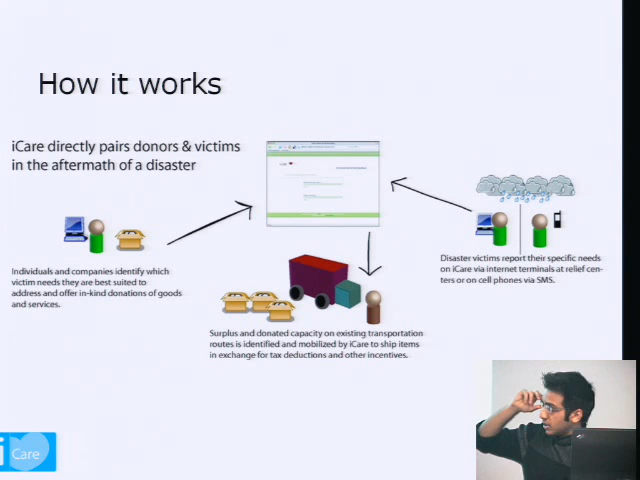 How it works
iCare directly pairs donors & victims
in the aftermath of a disaster
Individuals and companies identify which
victim needs they are best suited to
address and offer in-kind donations of goods
and services.
Disaster victims report their specific needs
on iCare via internet terminals at relief cen-
ters or on cell phones via SMS.
Surplus and donated capacity on existing transportation
routes is identified and mobilized by iCare to ship items
in exchange for tax deductions and other incentives.
i Care